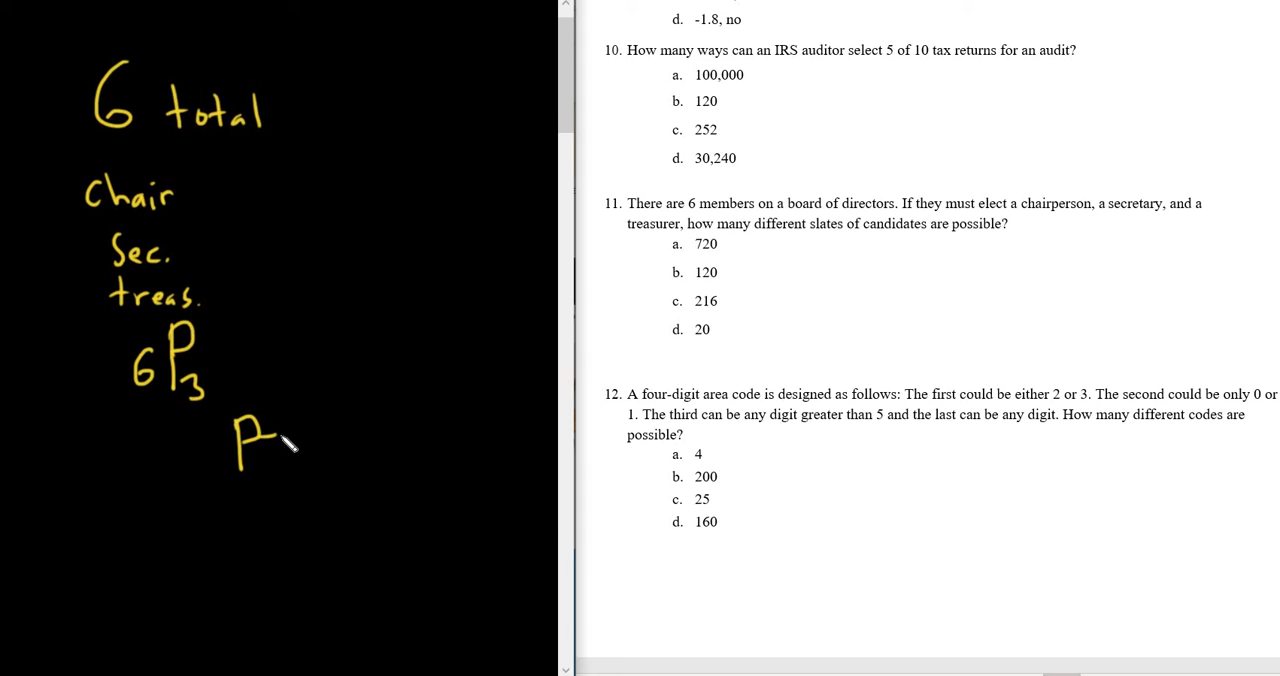 6 total
Chair
Sec.
treas.
6P3
P
d. -1.8, no
10. How many ways can an IRS auditor select 5 of 10 tax returns for an audit?
a. 100,000
b. 120
c. 252
d. 30,240
11. There are 6 members on a board of directors. If they must elect a chairperson, a secretary, and a
treasurer, how many different slates of candidates are possible?
a. 720
b. 120
c. 216
d. 20
12. A four-digit area code is designed as follows: The first could be either 2 or 3. The second could be only 0 or
1. The third can be any digit greater than 5 and the last can be any digit. How many different codes are
possible?
a. 4
b. 200
c. 25
d. 160